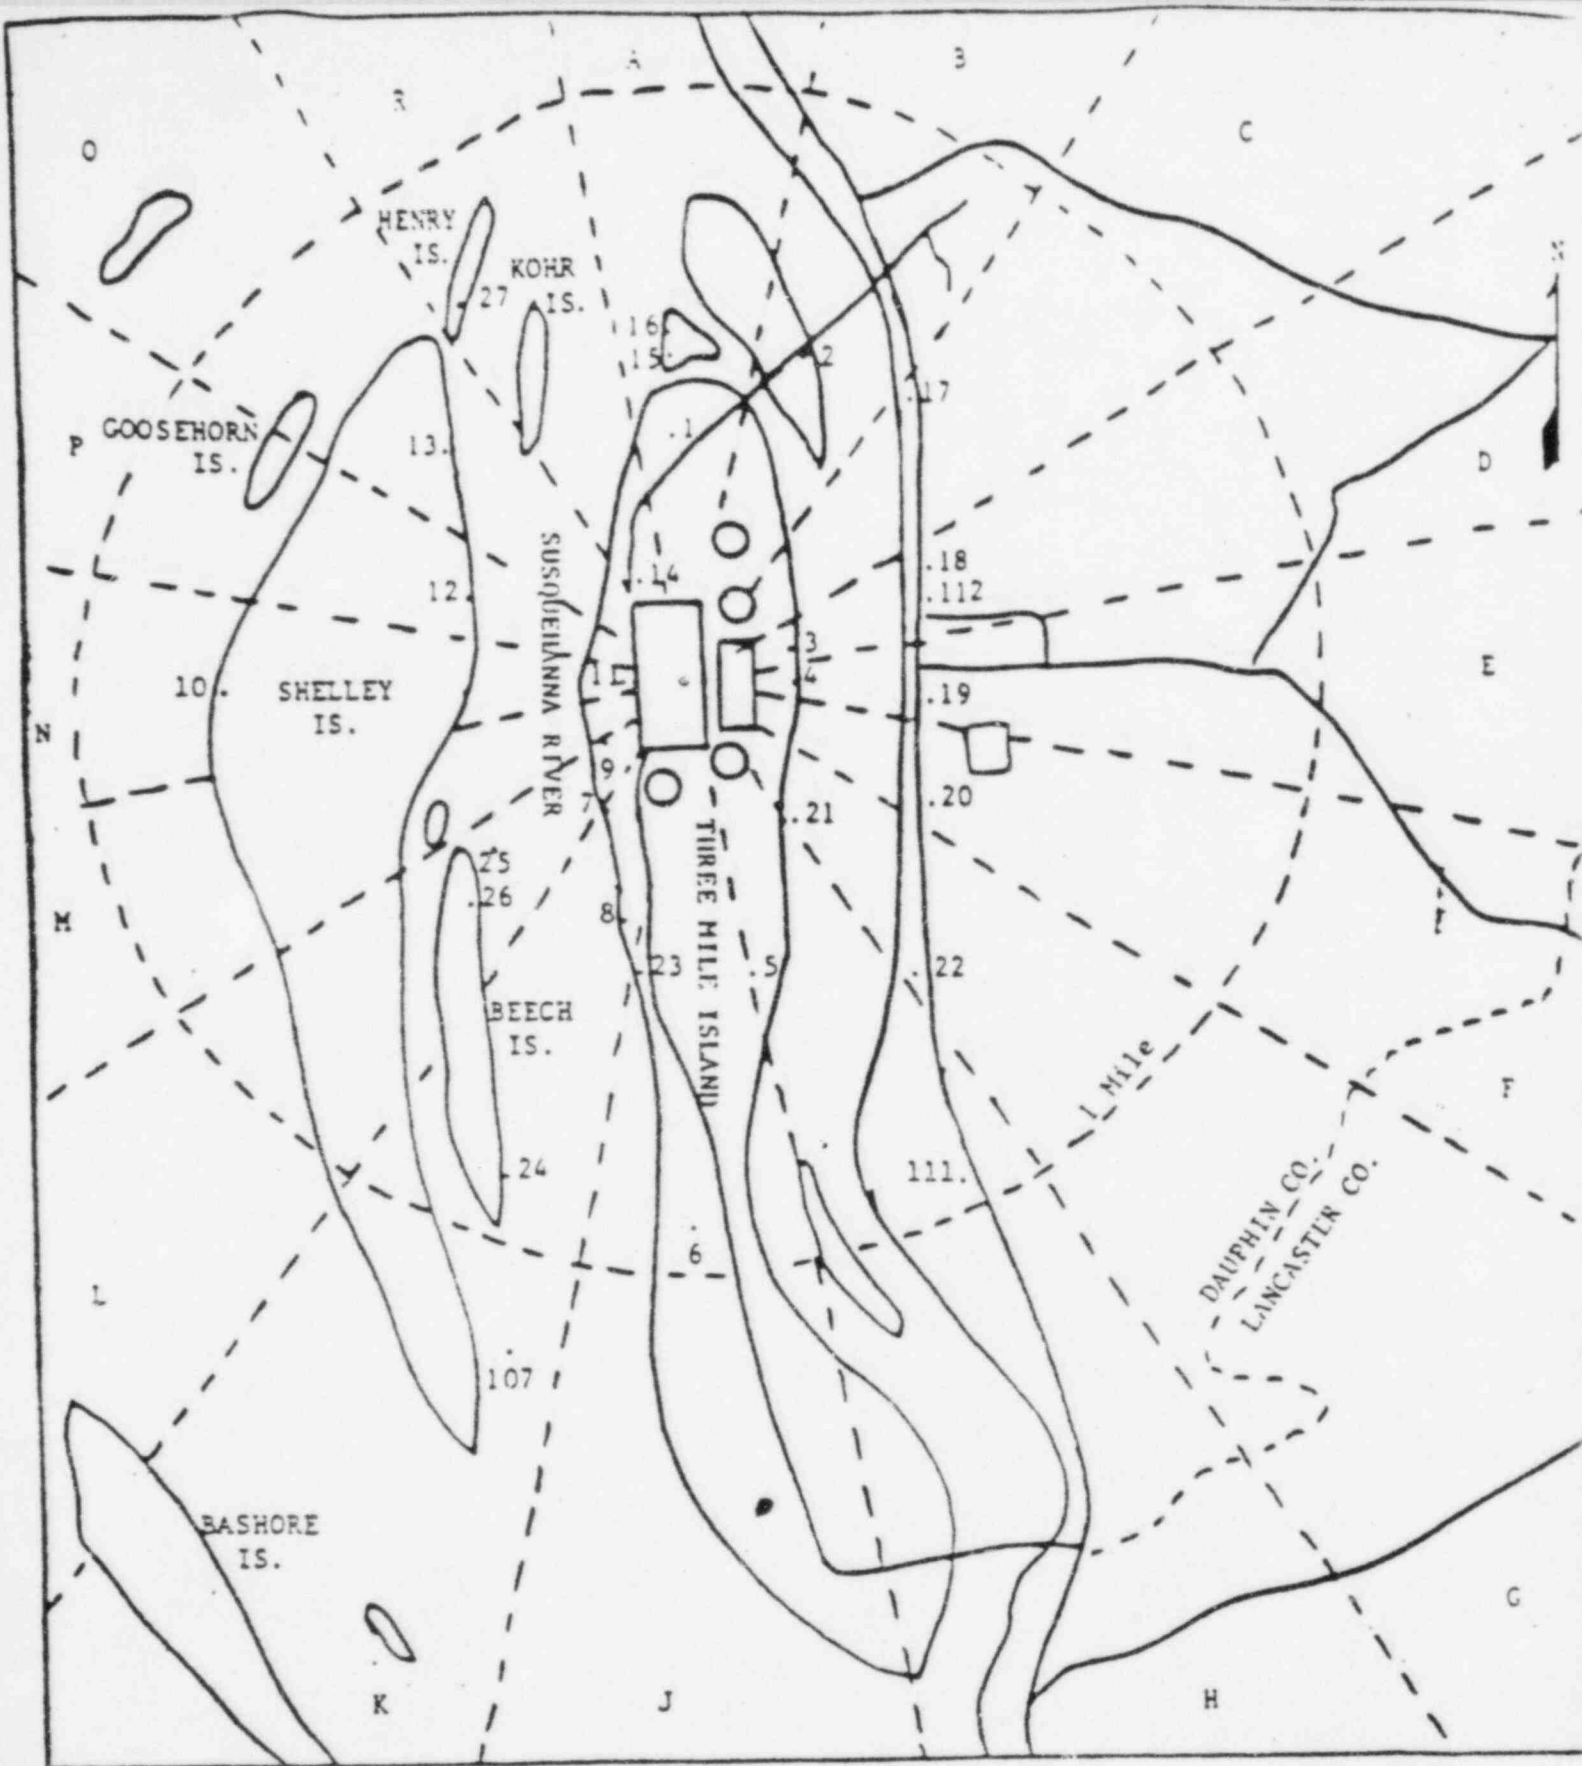 A
B
R
C
O
HENRY
IS.
KOHR
IS.
.27
N
16.
15.
.2
.17
.1
GOOSEHORN
IS.
P
13.
D
.14
.18
12.
.112
SUSQUEHANNA RIVER
.3
.4
E
11
10.
SHELLEY
IS.
.19
N
9
7
.20
.21
.25
.26
M
8.
.23
.5
.22
THREE MILE ISLAND
BEECH
IS.
1 Mile
F
.24
111.
DAUPHIN CO.
LANCASTER CO.
6
L
107
BASHORE
IS.
G
K
J
H